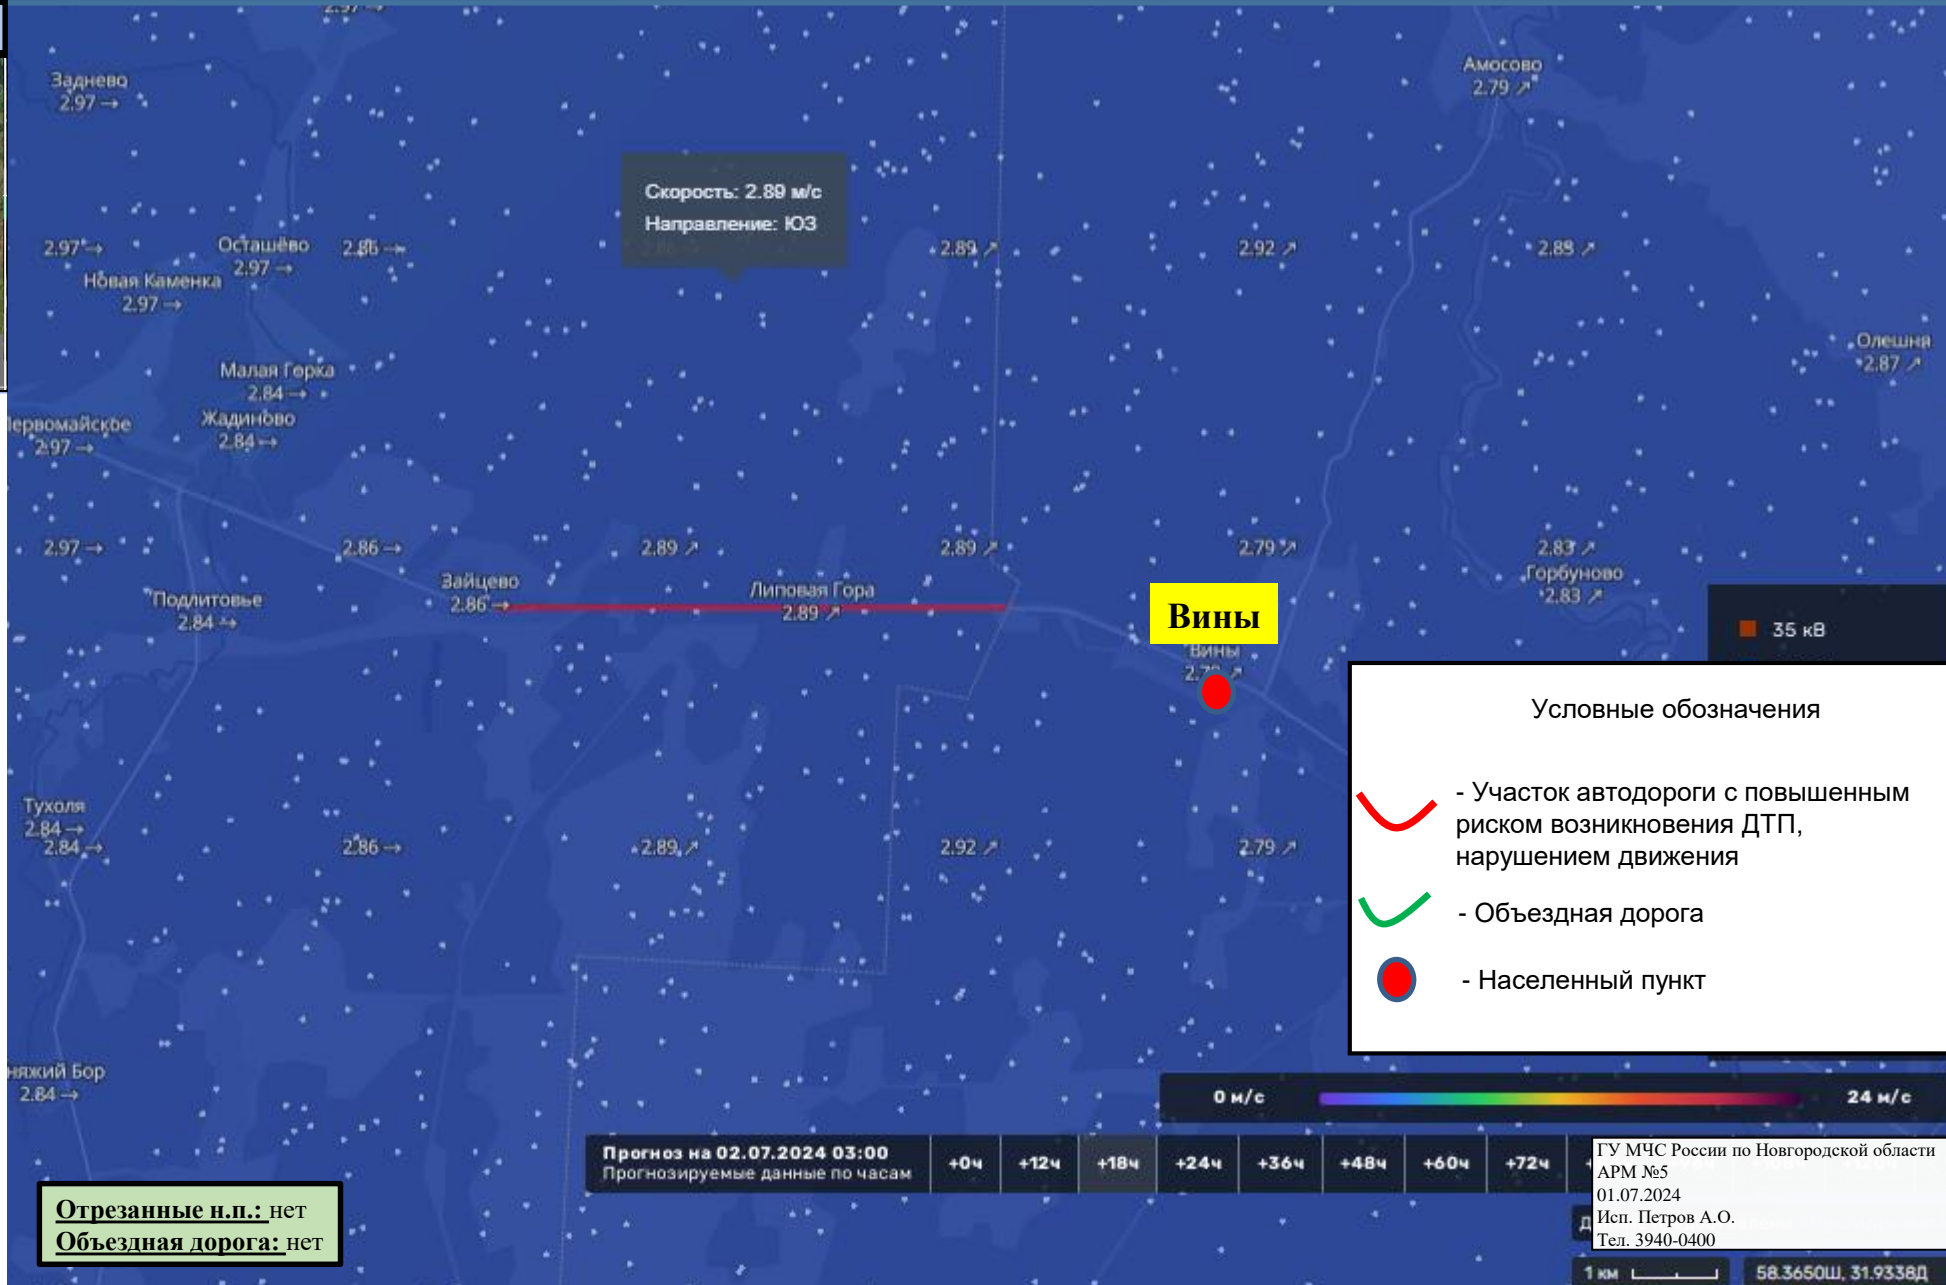 Заднево
2.97 →
Амосово
2.79 ↗
Скорость: 2.89 м/с
Направление: ЮЗ
2.97 →
Осташёво
2.97 →
2.86 →
2.89 ↗
2.92 ↗
2.88 ↗
Новая Каменка
2.97 →
Олешня
2.87 ↗
Малая Горка
2.84 →
Жадиново
2.84 →
ервомайское
2.97 →
2.97 →
2.86 →
2.89 ↗
2.89 ↗
2.79 ↗
2.83 ↗
Горбуново
2.83 ↗
Зайцево
2.86 →
Липовая Гора
2.89 ↗
Подлитовье
2.84 →
Вины
Вины
35 кВ
Условные обозначения
- Участок автодороги с повышенным
риском возникновения ДТП,
нарушением движения
- Объездная дорога
- Населенный пункт
Тухоля
2.84 →
2.84 →
2.86 →
2.89 ↗
2.92 ↗
2.79 ↗
няжий Бор
2.84 →
0 м/с
24 м/с
Прогноз на 02.07.2024 03:00
Прогнозируемые данные по часам
+0ч +12ч +18ч +24ч +36ч +48ч +60ч +72ч
ГУ МЧС России по Новгородской области
АРМ №5
01.07.2024
Исп. Петров А.О.
Тел. 3940-0400
Отрезанные н.п.: нет
Объездная дорога: нет
1 км
58.3650Ш, 31.9338Д